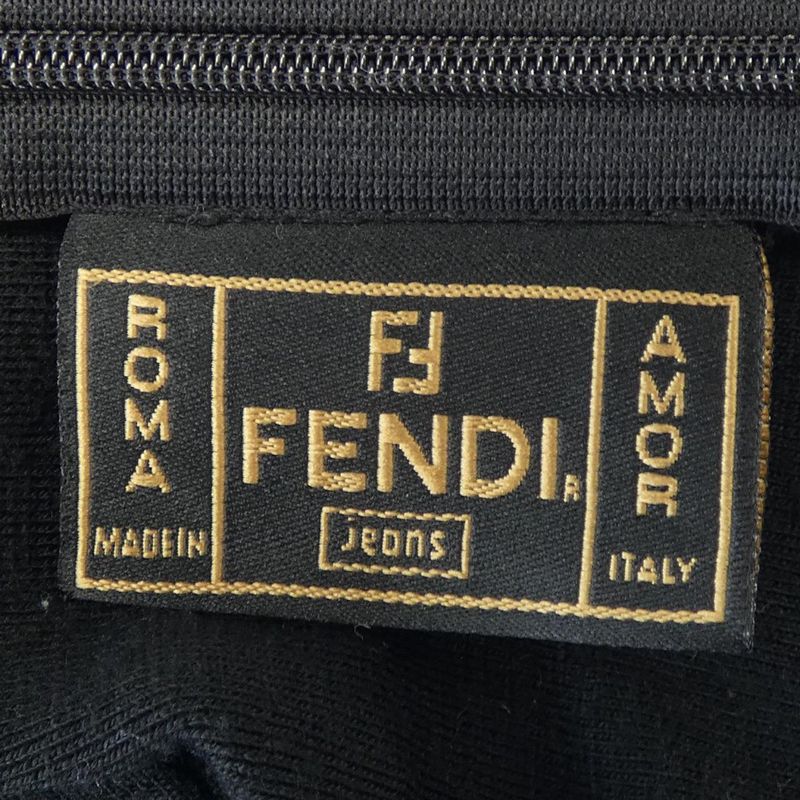 ROMA
MADE IN
FF
FENDI R
jeans
AMOR
ITALY